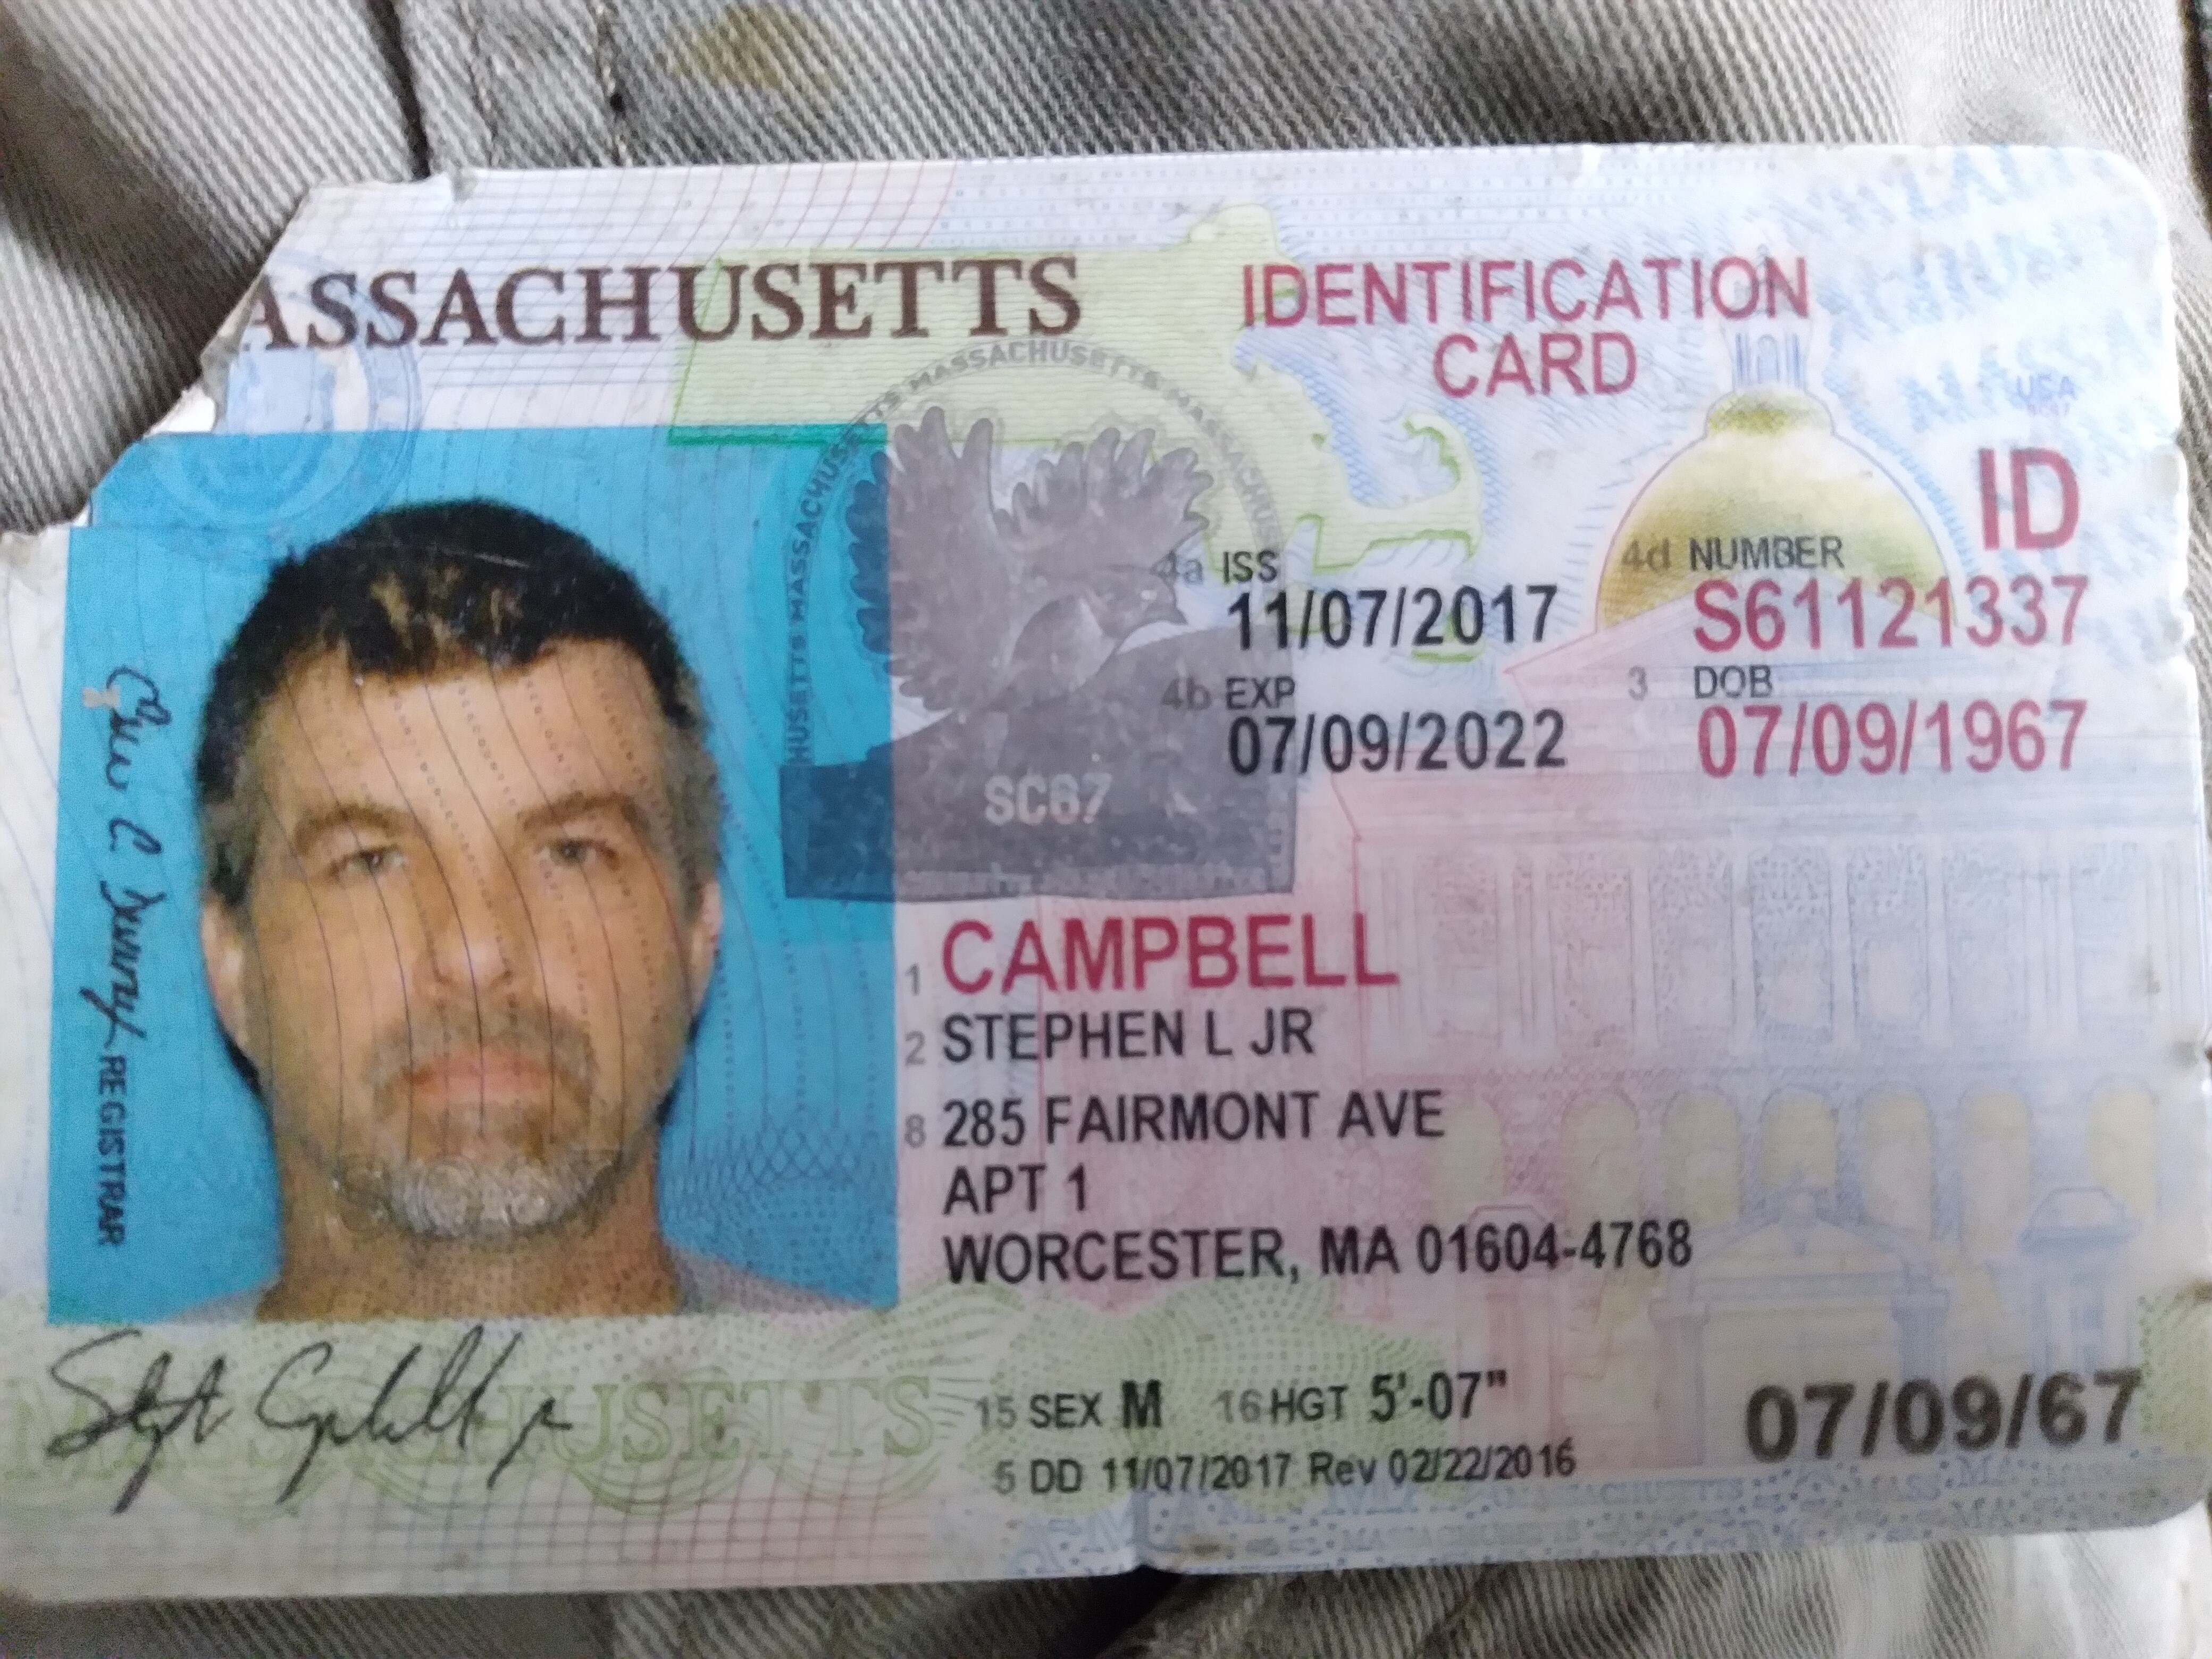 ASSACHUSETTS
IDENTIFICATION
CARD
USA
ID
4a ISS
11/07/2017
4d NUMBER
S61121337
4b EXP
07/09/2022
3 DOB
07/09/1967
SC67
1 CAMPBELL
2 STEPHEN L JR
8 285 FAIRMONT AVE
APT 1
WORCESTER, MA 01604-4768
15 SEX M 16 HGT 5'-07"
5 DD 11/07/2017 Rev 02/22/2016
07/09/67
REGISTRAR
MASSACHUSETTS